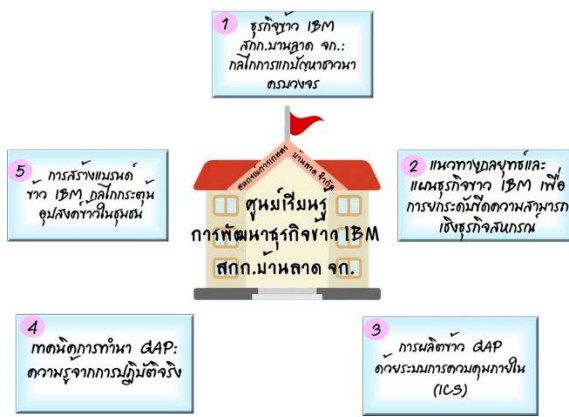 1
ธุรกิจข้าว IBM
สกก.บ้านลาด จก.:
กลไกการแก้ปัญหาชาวนา
ครบวงจร
2
แนวทางกลยุทธ์และ
แผนธุรกิจข้าว IBM เพื่อ
การยกระดับขีดความสามารถ
เชิงธุรกิจสหกรณ์
3
การผลิตข้าว GAP
ด้วยระบบการควบคุมภายใน
(ICS)
4
เทคนิคการทำนา GAP:
ความรู้จากการปฏิบัติจริง
5
การสร้างแบรนด์
ข้าว IBM กลไกกระตุ้น
อุปสงค์ข้าวในชุมชน
สหกรณ์การเกษตร
บ้านลาด จำกัด
ศูนย์เรียนรู้
การพัฒนาธุรกิจข้าว IBM
สกก.บ้านลาด จก.